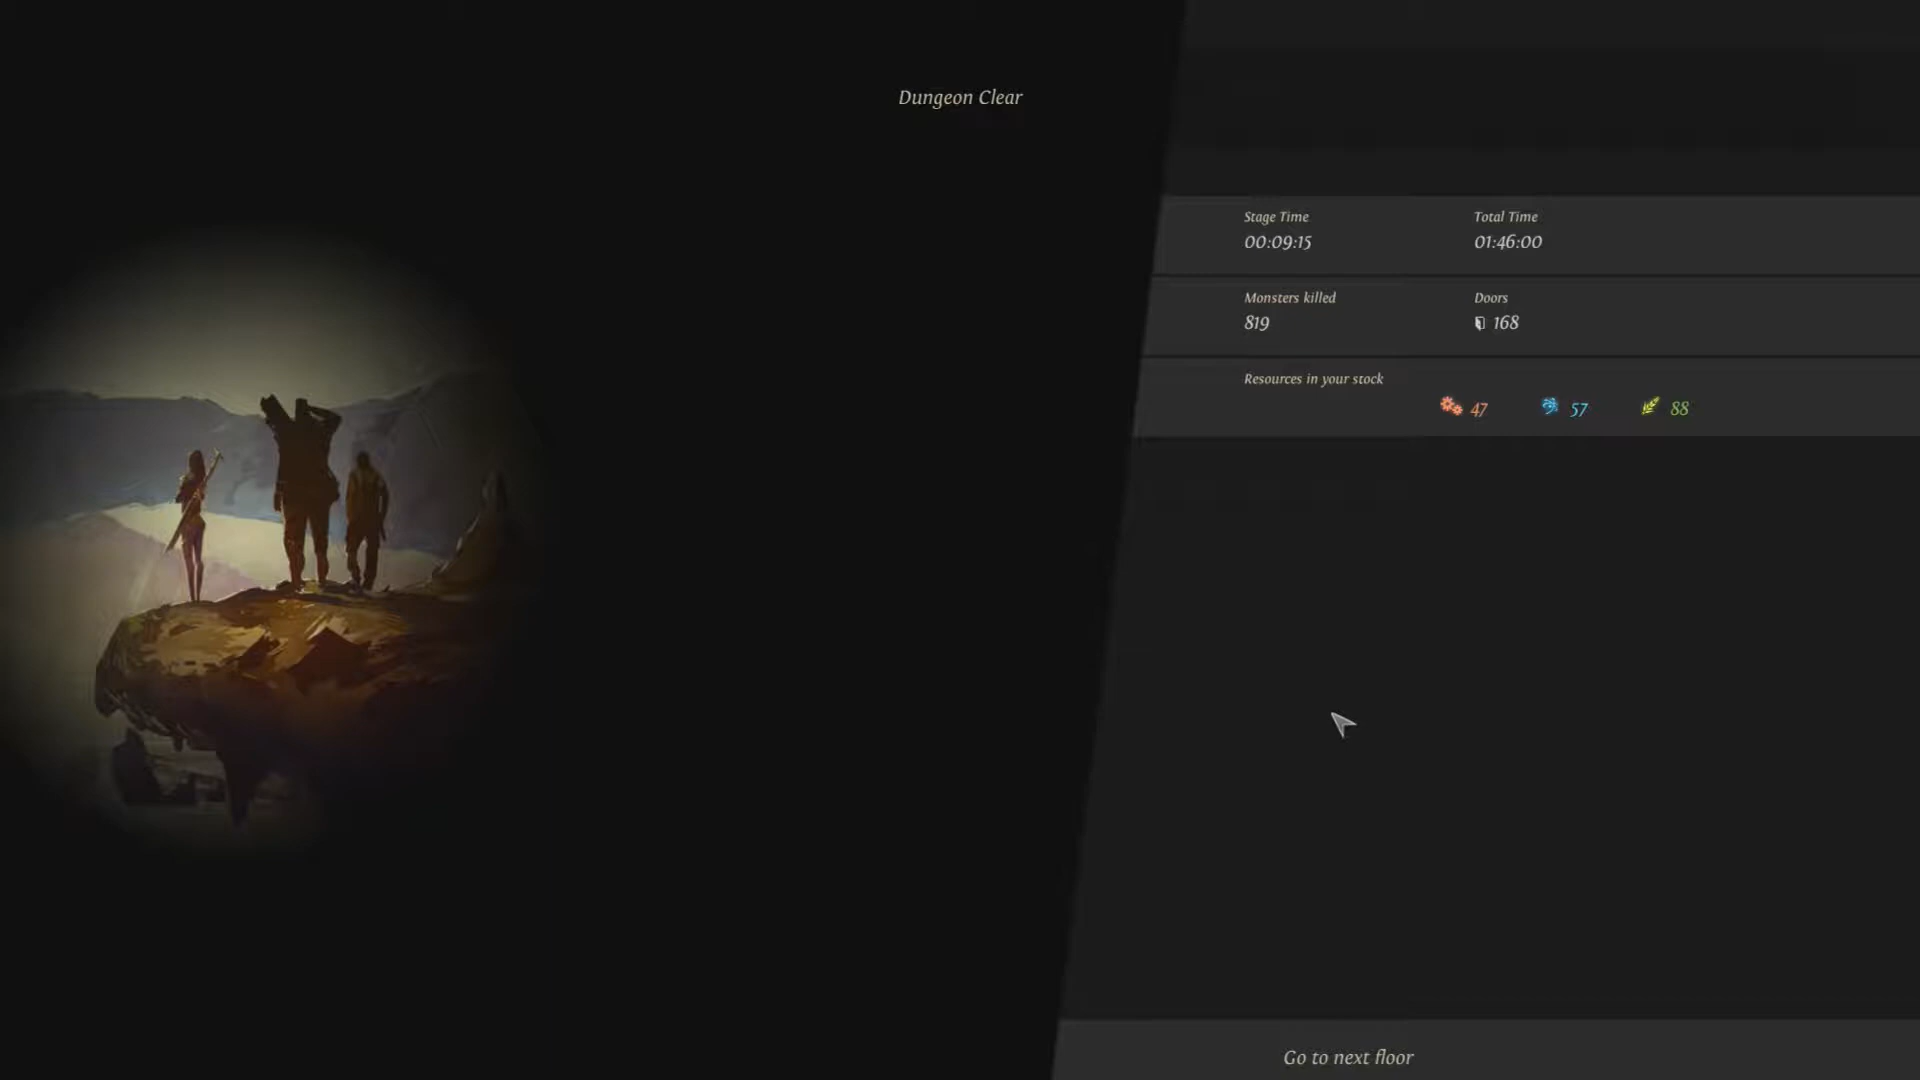 Dungeon Clear
Stage Time
00:09:15
Total Time
01:46:00
Monsters killed
819
Doors
168
Resources in your stock
47
57
88
Go to next floor